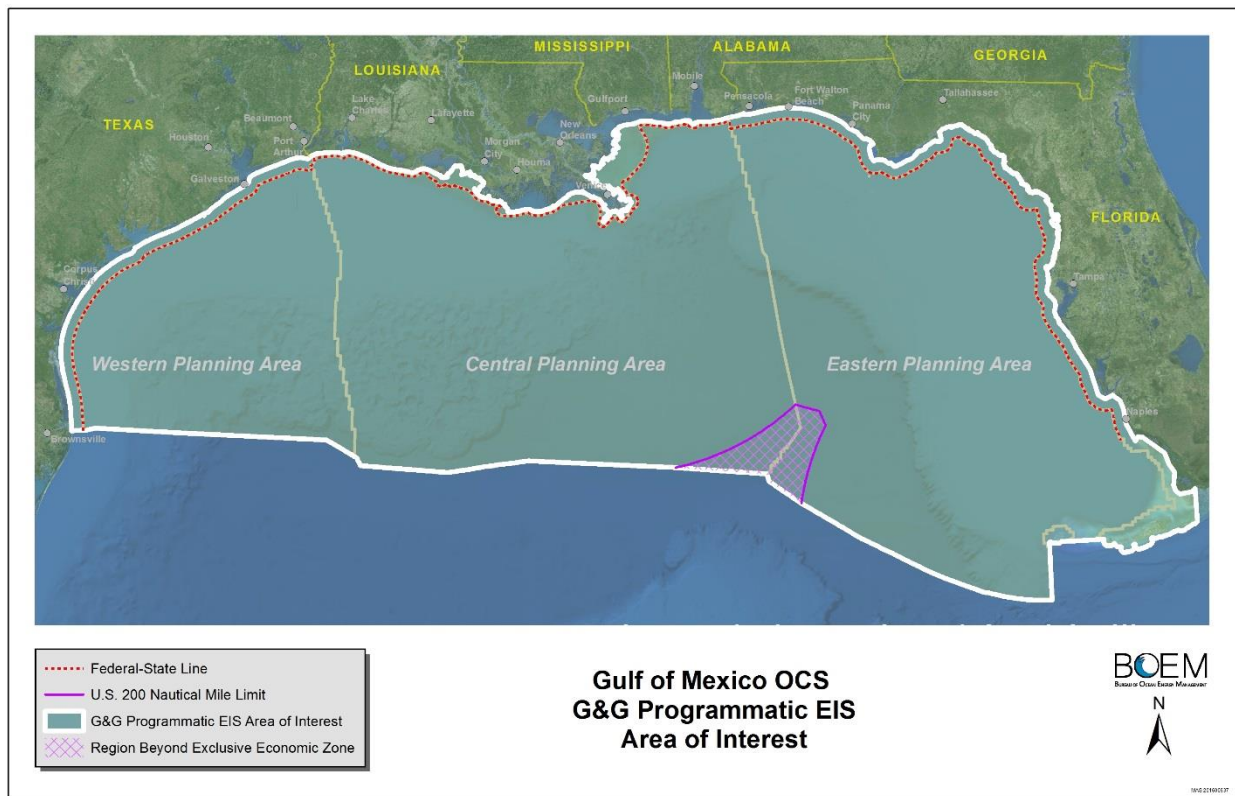 MISSISSIPPI
ALABAMA
GEORGIA
LOUISIANA
TEXAS
FLORIDA
Mobile
Pensacola
Fort Walton
Beach
Panama
City
Tallahassee
Gulfport
Lake
Charles
Lafayette
New
Orleans
Beaumont
Port
Arthur
Houston
Morgan
City
Houma
Galveston
Corpus
Tampa
Naples
Brownsville
Western Planning Area
Central Planning Area
Eastern Planning Area
Federal-State Line
U.S. 200 Nautical Mile Limit
G&G Programmatic EIS Area of Interest
Region Beyond Exclusive Economic Zone
Gulf of Mexico OCS
G&G Programmatic EIS
Area of Interest
BOEM
BUREAU OF OCEAN ENERGY MANAGEMENT
N